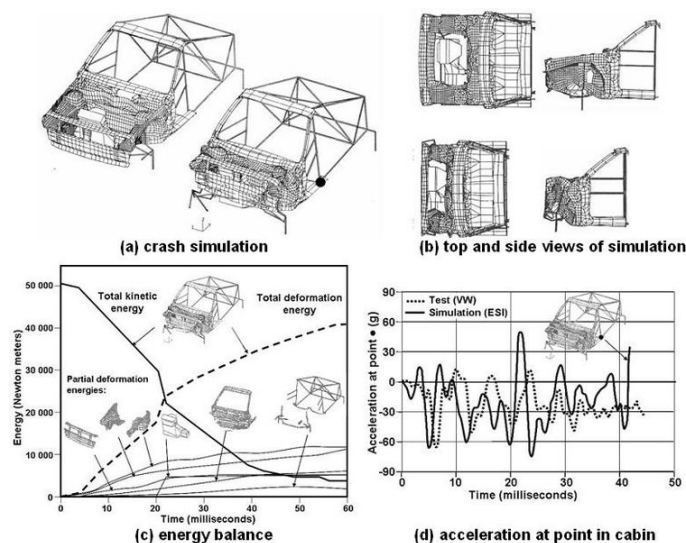 (a) crash simulation
(b) top and side views of simulation
50 000
40 000
30 000
20 000
10 000
0
Energy (Newton meters)
Total kinetic
energy
Total deformation
energy
Partial deformation
energies:
0 10 20 30 40 50 60
Time (milliseconds)
(c) energy balance
90
60
30
0
-30
-60
-90
Acceleration at point • (g)
Test (VW)
Simulation (ESI)
0 10 20 30 40 50
Time (milliseconds)
(d) acceleration at point in cabin